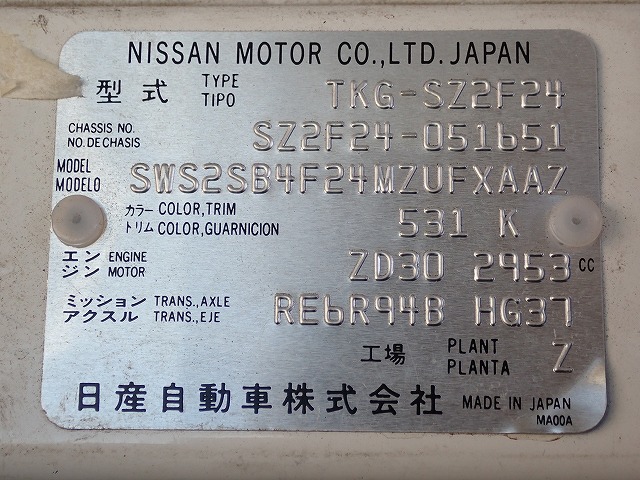 NISSAN MOTOR CO.,LTD. JAPAN
型式 TYPE TIPO TKG-SZ2F24
CHASSIS NO. NO. DE CHASIS SZ2F24-051651
MODEL MODELO SWS2SB4F24MZUFXAAZ
カラー COLOR, TRIM
トリム COLOR, GUARNICION 531 K
エンジン ENGINE MOTOR ZD30 2953 CC
ミッション TRANS., AXLE
アクスル TRANS., EJE RE6R94B HG37
工場 PLANT PLANTA Z
日産自動車株式会社 MADE IN JAPAN
MA00A